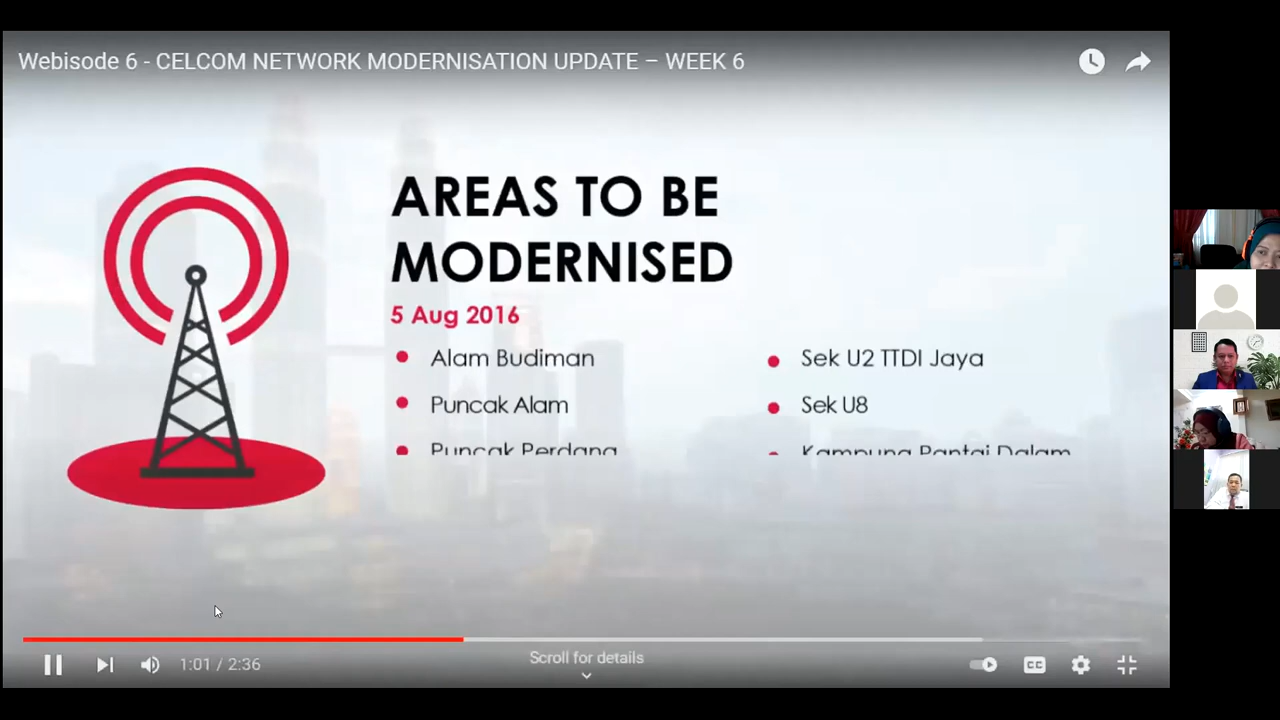 Webisode 6 - CELCOM NETWORK MODERNISATION UPDATE – WEEK 6
AREAS TO BE
MODERNISED
5 Aug 2016
Alam Budiman
Puncak Alam
Puncak Perdana
Sek U2 TTDI Jaya
Sek U8
Kampung Pantai Dalam
1:01 / 2:36
Scroll for details
CC